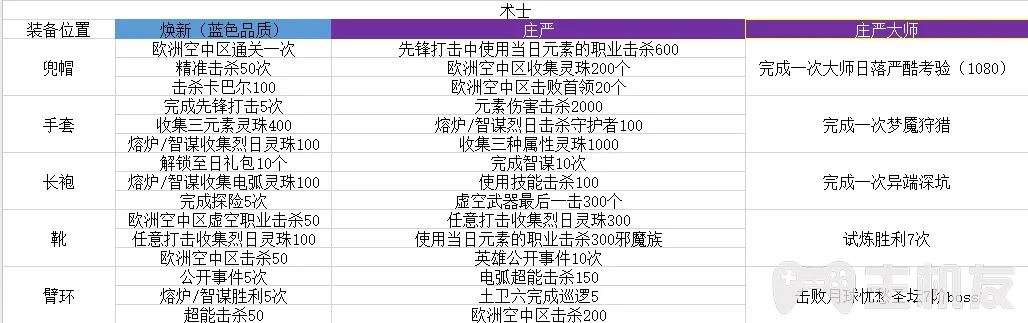 术士
装备位置 焕新（蓝色品质） 庄严 庄严大师
兜帽 欧洲空中区通关一次 先锋打击中使用当日元素的职业击杀600 完成一次大师日落严酷考验（1080）
精准击杀50次 欧洲空中区收集灵珠200个
击杀卡巴尔100 欧洲空中区击败首领20个
手套 完成先锋打击5次 元素伤害击杀2000 完成一次梦魇狩猎
收集三元素灵珠400 熔炉/智谋烈日击杀守护者100
熔炉/智谋收集烈日灵珠100 收集三种属性灵珠1000
长袍 解锁至日礼包10个 完成智谋10次 完成一次异端深坑
熔炉/智谋收集电弧灵珠100 使用技能击杀100
完成探险5次 虚空武器最后一击300个
靴 欧洲空中区虚空职业击杀50 任意打击收集烈日灵珠300 试炼胜利7次
任意打击收集烈日灵珠100 使用当日元素的职业击杀300邪魔族
欧洲空中区击杀50 英雄公开事件10次
臂环 公开事件5次 电弧超能击杀150 击败月球忧愁圣坛7阶boss
熔炉/智谋胜利5次 土卫六完成巡逻5
超能击杀50 欧洲空中区击杀200
手机友